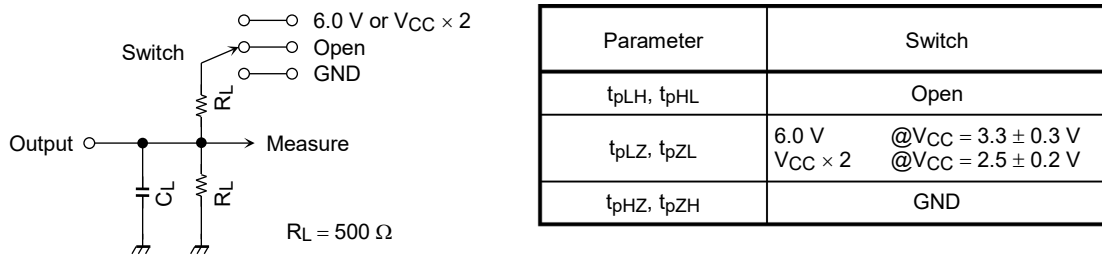 6.0 V or VCC × 2
Switch
Open
GND
RL
Output
Measure
CL
RL
RL = 500 Ω
Parameter Switch
tpLH, tpHL Open
tpLZ, tpZL
6.0 V @VCC = 3.3 ± 0.3 V
VCC × 2 @VCC = 2.5 ± 0.2 V
tpHZ, tpZH GND